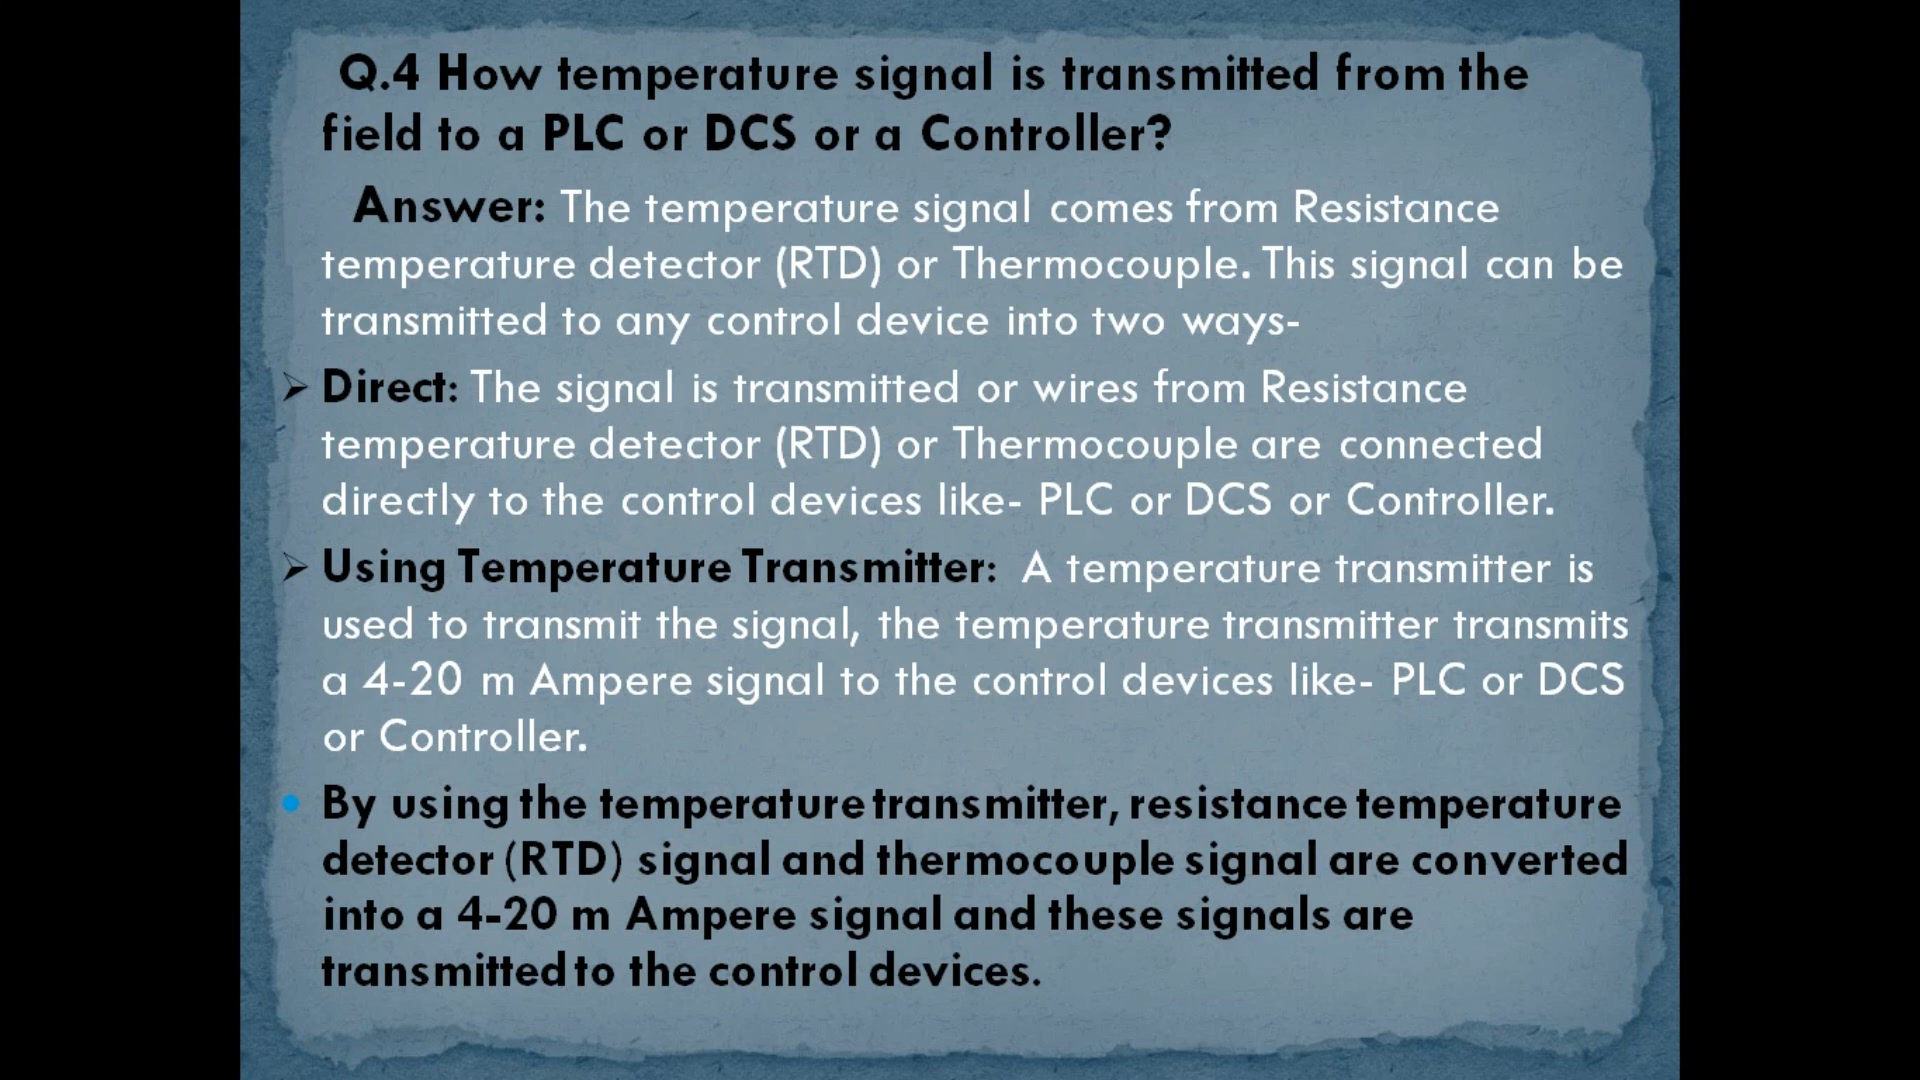 Q.4 How temperature signal is transmitted from the
field to a PLC or DCS or a Controller?
Answer: The temperature signal comes from Resistance
temperature detector (RTD) or Thermocouple. This signal can be
transmitted to any control device into two ways-
➢ Direct: The signal is transmitted or wires from Resistance
temperature detector (RTD) or Thermocouple are connected
directly to the control devices like- PLC or DCS or Controller.
➢ Using Temperature Transmitter: A temperature transmitter is
used to transmit the signal, the temperature transmitter transmits
a 4-20 m Ampere signal to the control devices like- PLC or DCS
or Controller.
• By using the temperature transmitter, resistance temperature
detector (RTD) signal and thermocouple signal are converted
into a 4-20 m Ampere signal and these signals are
transmitted to the control devices.